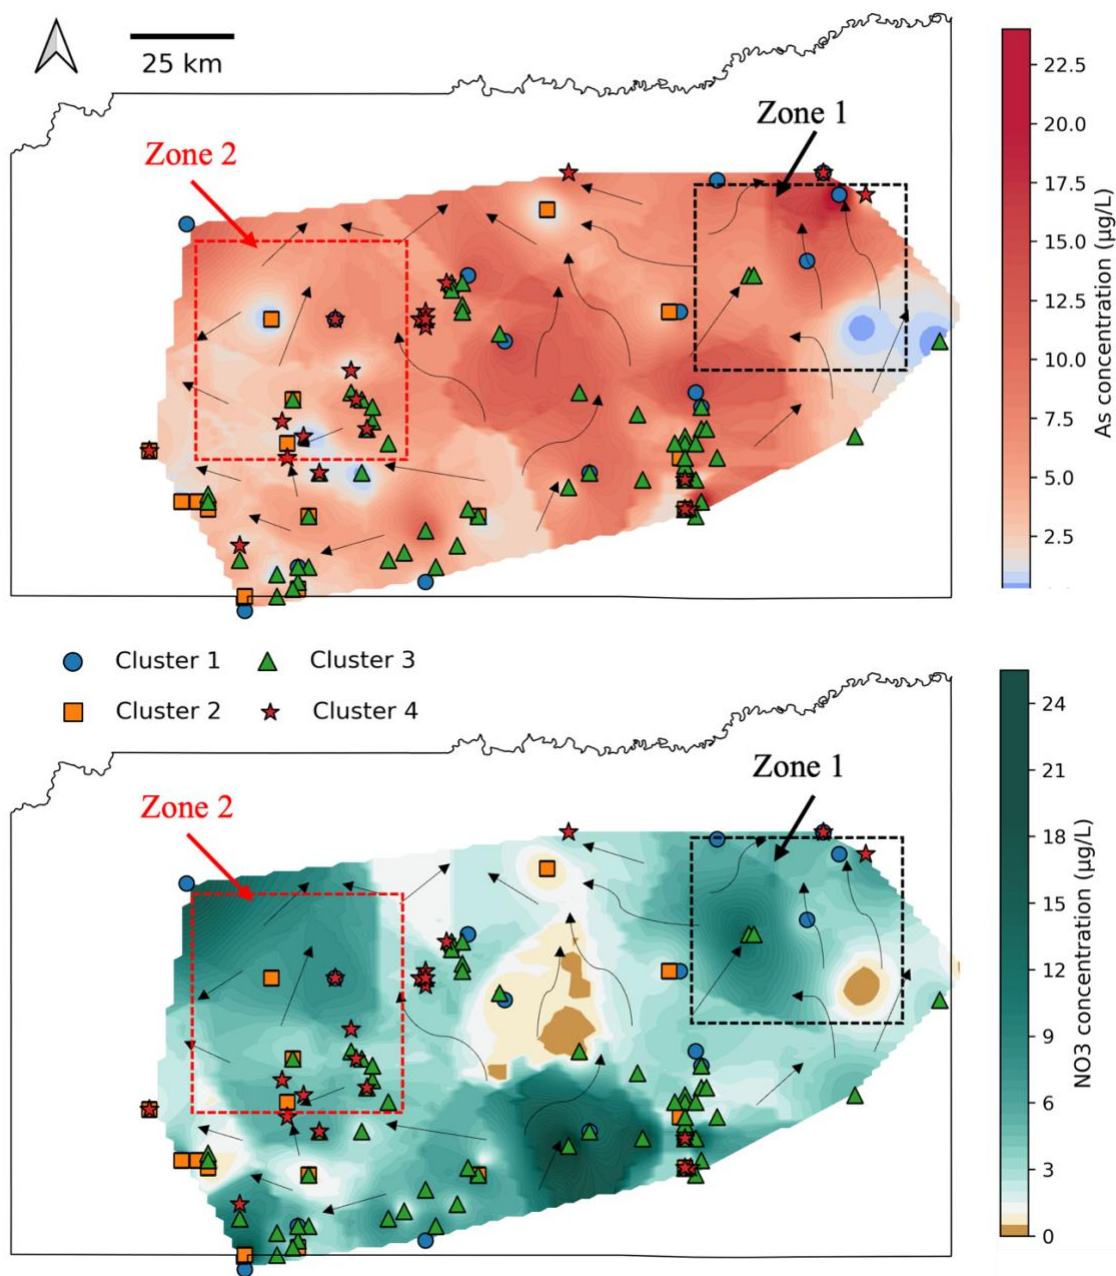 25 km
Zone 1
Zone 2
22.5
20.0
17.5
15.0
12.5
10.0
7.5
5.0
2.5
As concentration (µg/L)
Cluster 1
Cluster 3
Cluster 2
Cluster 4
Zone 1
Zone 2
24
21
18
15
12
9
6
3
0
NO3 concentration (µg/L)